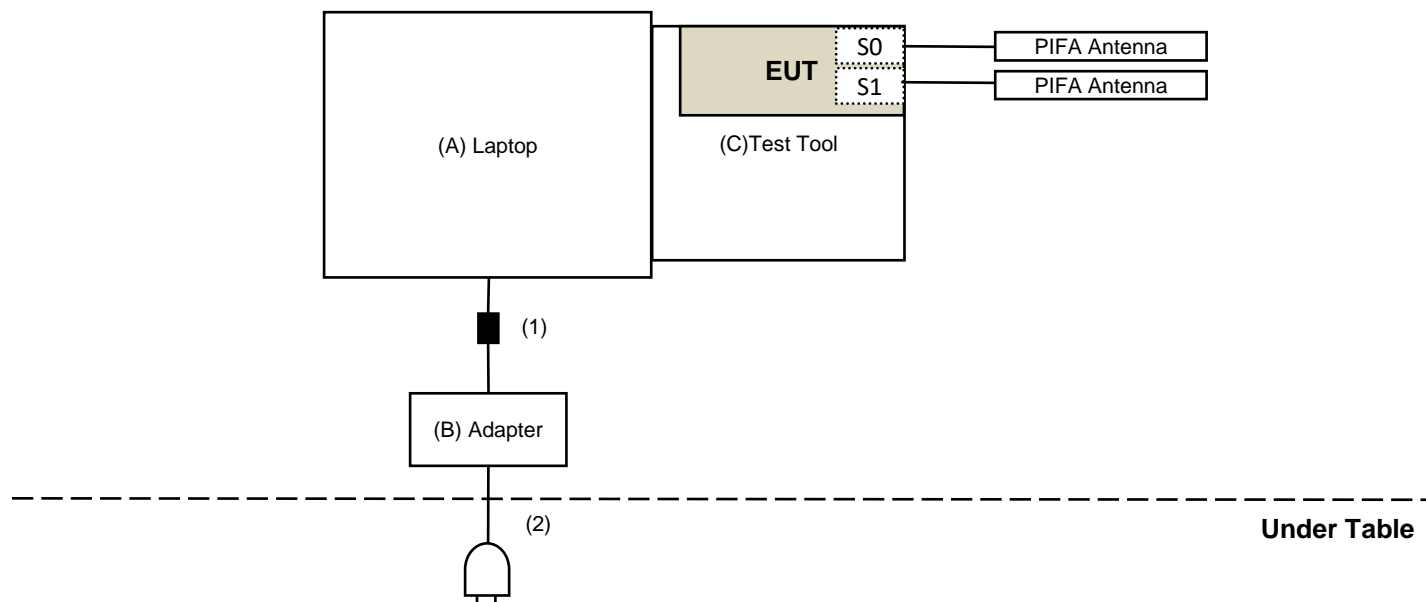 S0
PIFA Antenna
EUT
S1
PIFA Antenna
(A) Laptop
(C)Test Tool
(1)
(B) Adapter
(2)
Under Table